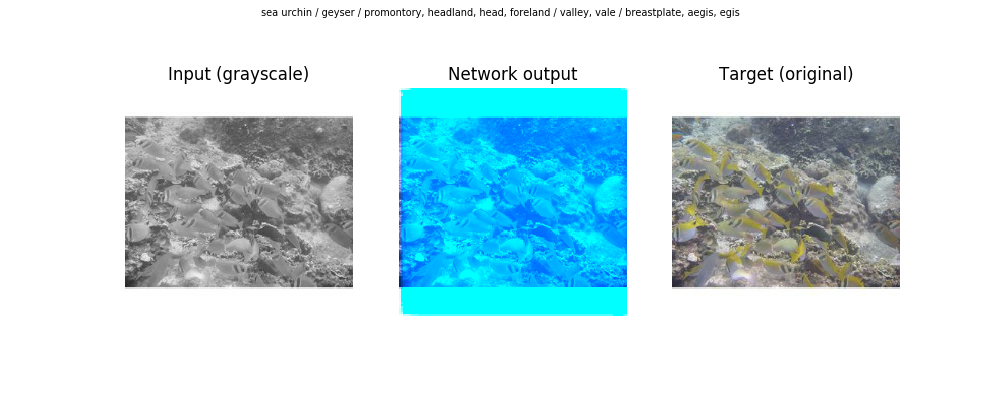 sea urchin / geyser / promontory, headland, head, foreland / valley, vale / breastplate, aegis, egis
Input (grayscale)
Network output
Target (original)